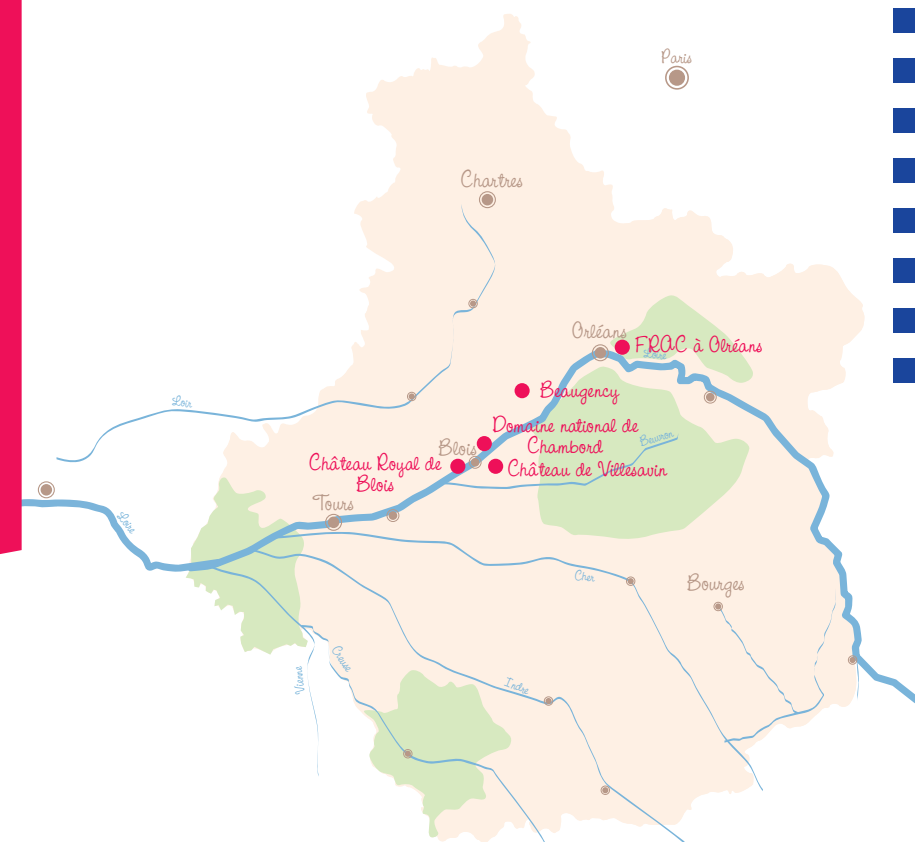 Paris
Chartres
Orléans
FRAC à Olréans
Loire
Beaugency
Loir
Domaine national de
Chambord
Beuvron
Blois
Château Royal de
Blois
Château de Villesavin
Tours
Loire
Cher
Bourges
Creuse
Vienne
Indre